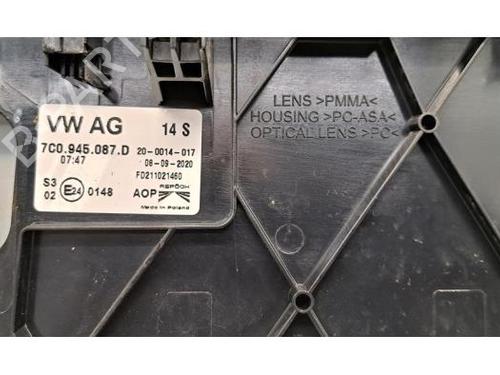 VW AG 14 S
7C0.945.087.D 20-0014-017
07:47 08-09-2020
FD211021460
S3
02 E24 0148 AOP ASPÖCK
Made in Poland
LENS >PMMA<
HOUSING >PC-ASA<
OPTICAL LENS >PC<